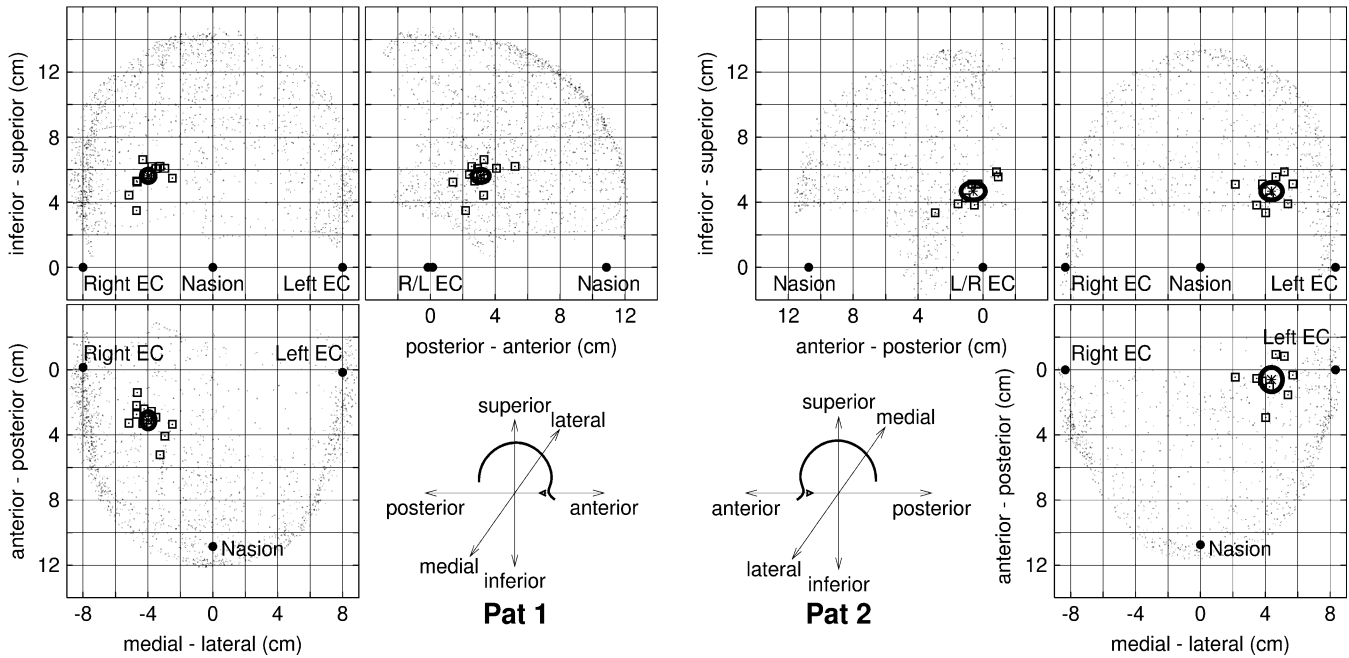 inferior - superior (cm)
12
8
4
0
Right EC Nasion Left EC
R/L EC Nasion
0 4 8 12
posterior - anterior (cm)
inferior - superior (cm)
12
8
4
0
Nasion L/R EC
12 8 4 0
anterior - posterior (cm)
Right EC Nasion Left EC
anterior - posterior (cm)
0
4
8
12
Right EC Left EC
Nasion
-8 -4 0 4 8
medial - lateral (cm)
superior
lateral
posterior anterior
medial
inferior
Pat 1
superior
medial
anterior posterior
lateral
inferior
Pat 2
anterior - posterior (cm)
0
4
8
12
Left EC
Right EC
Nasion
-8 -4 0 4 8
medial - lateral (cm)